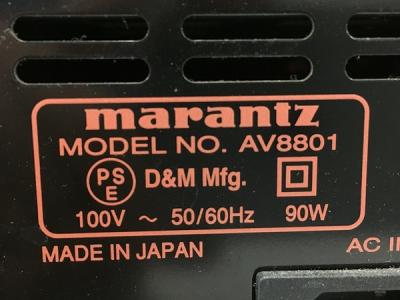 marantz
MODEL NO. AV8801
PS
E
D&M Mfg.
100V ~ 50/60Hz 90W
MADE IN JAPAN
AC I